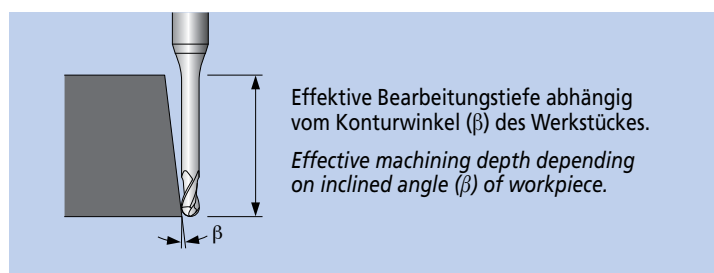 Effektive Bearbeitungstiefe abhängig
vom Konturwinkel (β) des Werkstückes.
Effective machining depth depending
on inclined angle (β) of workpiece.
β